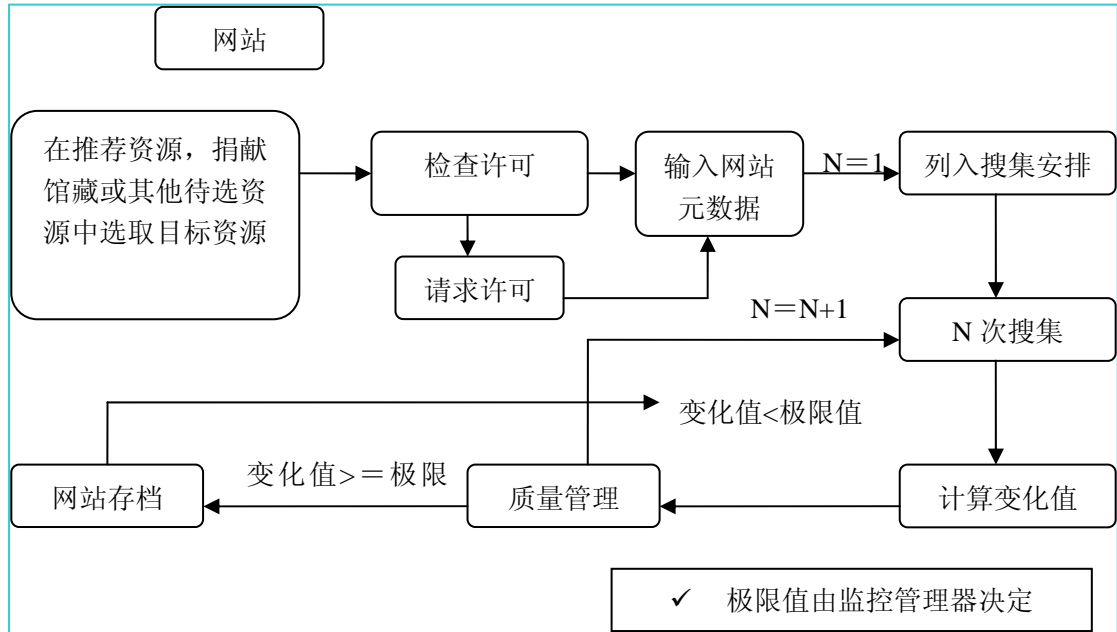 网站
在推荐资源，捐献
馆藏或其他待选资
源中选取目标资源
检查许可
输入网站
元数据
N＝1
列入搜集安排
请求许可
N＝N+1
N 次搜集
变化值<极限值
网站存档
变化值>＝极限
质量管理
计算变化值
✓ 极限值由监控管理器决定